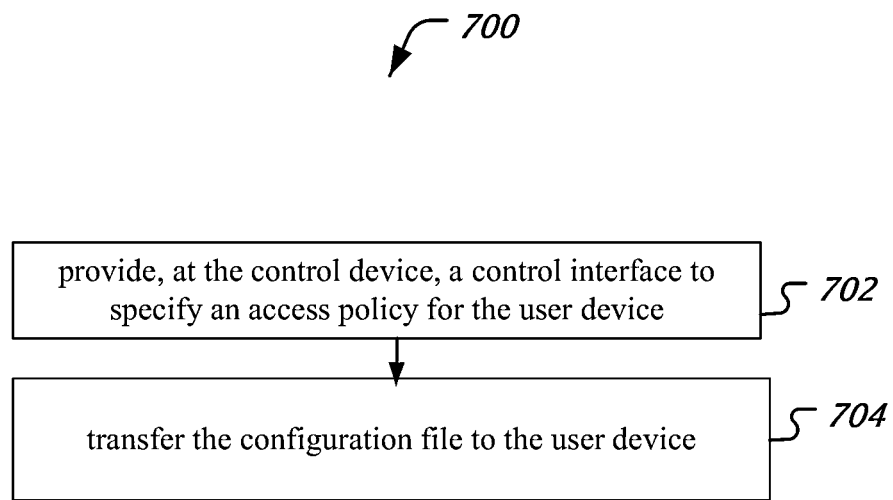 700
provide, at the control device, a control interface to
specify an access policy for the user device
702
transfer the configuration file to the user device
704